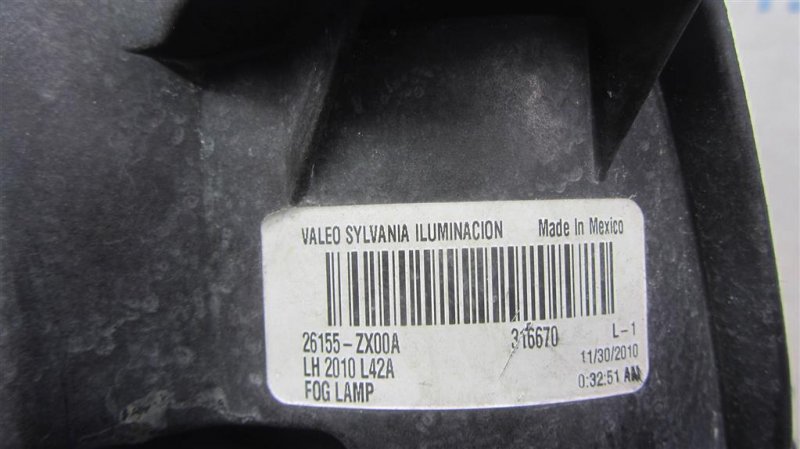 VALEO SYLVANIA ILUMINACION Made In Mexico
26155-ZX00A 316670 L-1
LH 2010 L42A 11/30/2010
FOG LAMP 0:32:51 AM